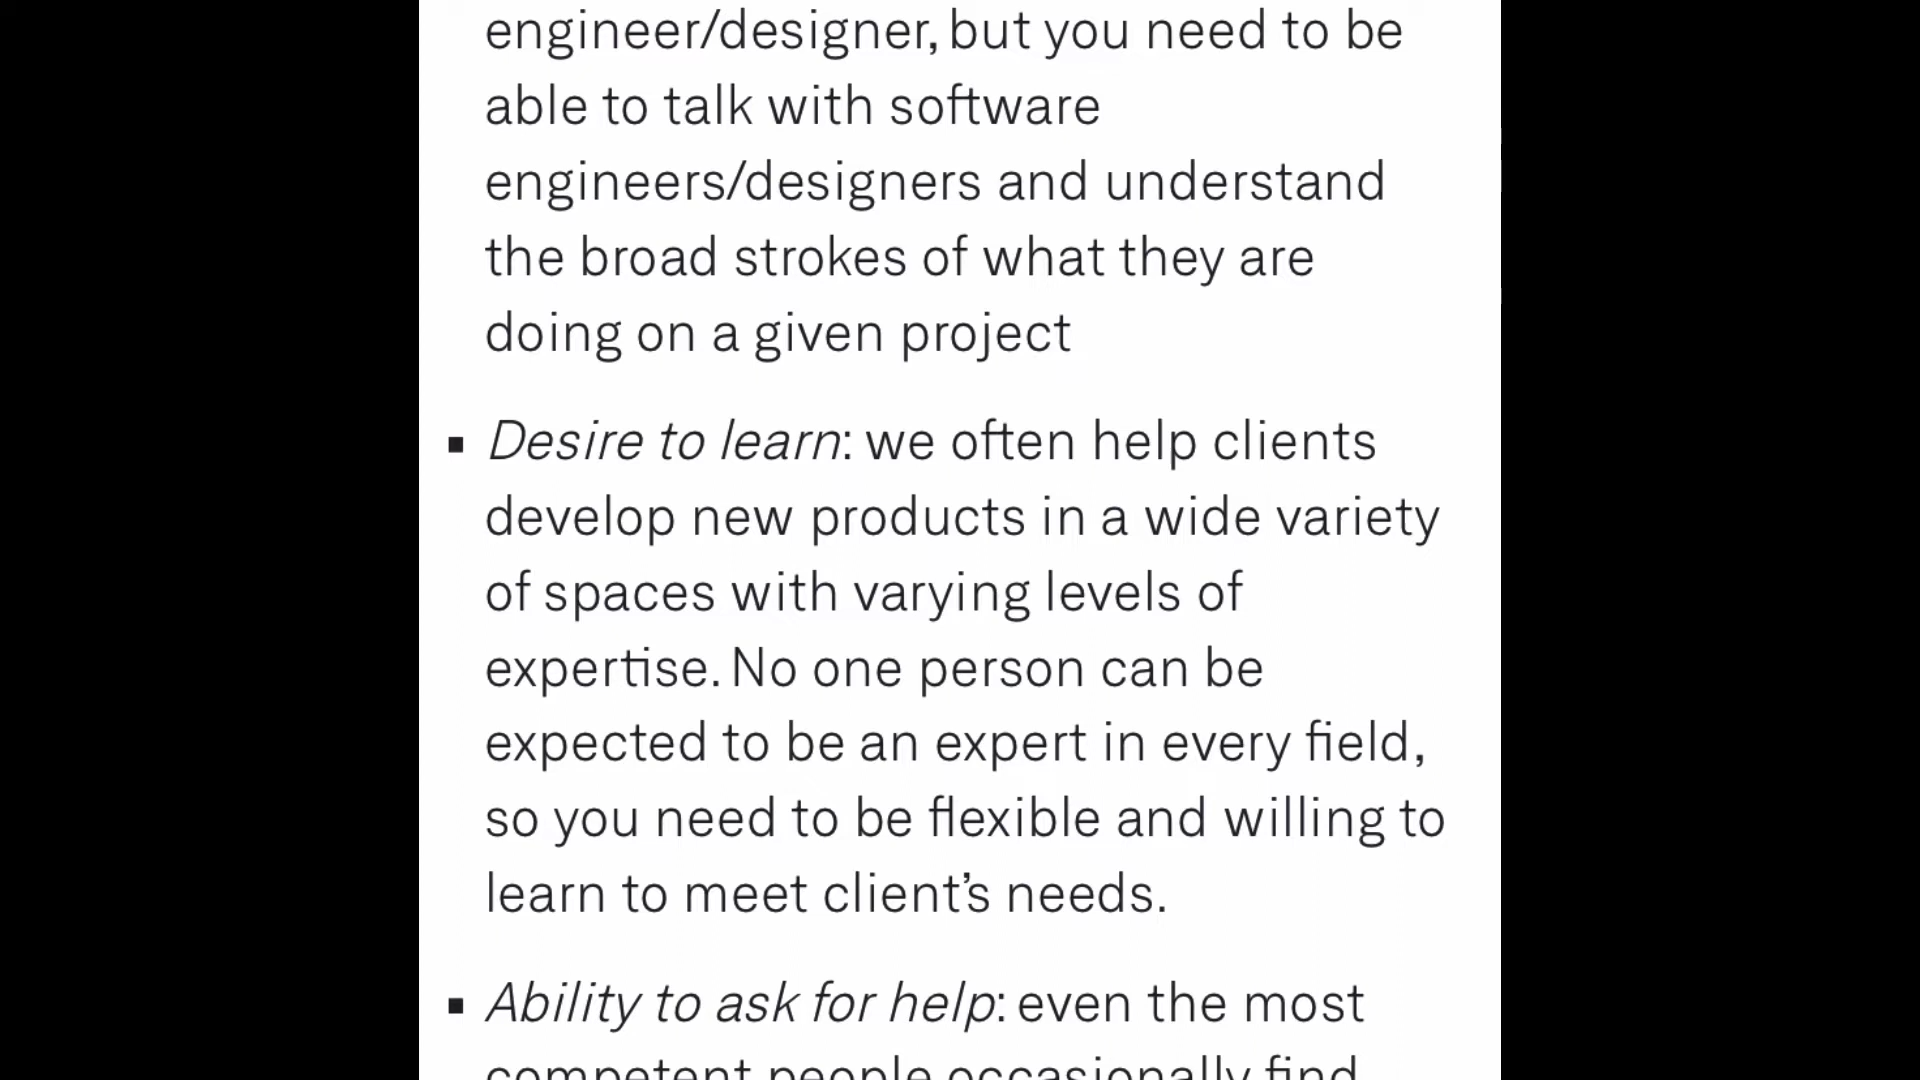 engineer/designer, but you need to be
able to talk with software
engineers/designers and understand
the broad strokes of what they are
doing on a given project
▪ Desire to learn: we often help clients
develop new products in a wide variety
of spaces with varying levels of
expertise. No one person can be
expected to be an expert in every field,
so you need to be flexible and willing to
learn to meet client's needs.
▪ Ability to ask for help: even the most
competent people occasionally find